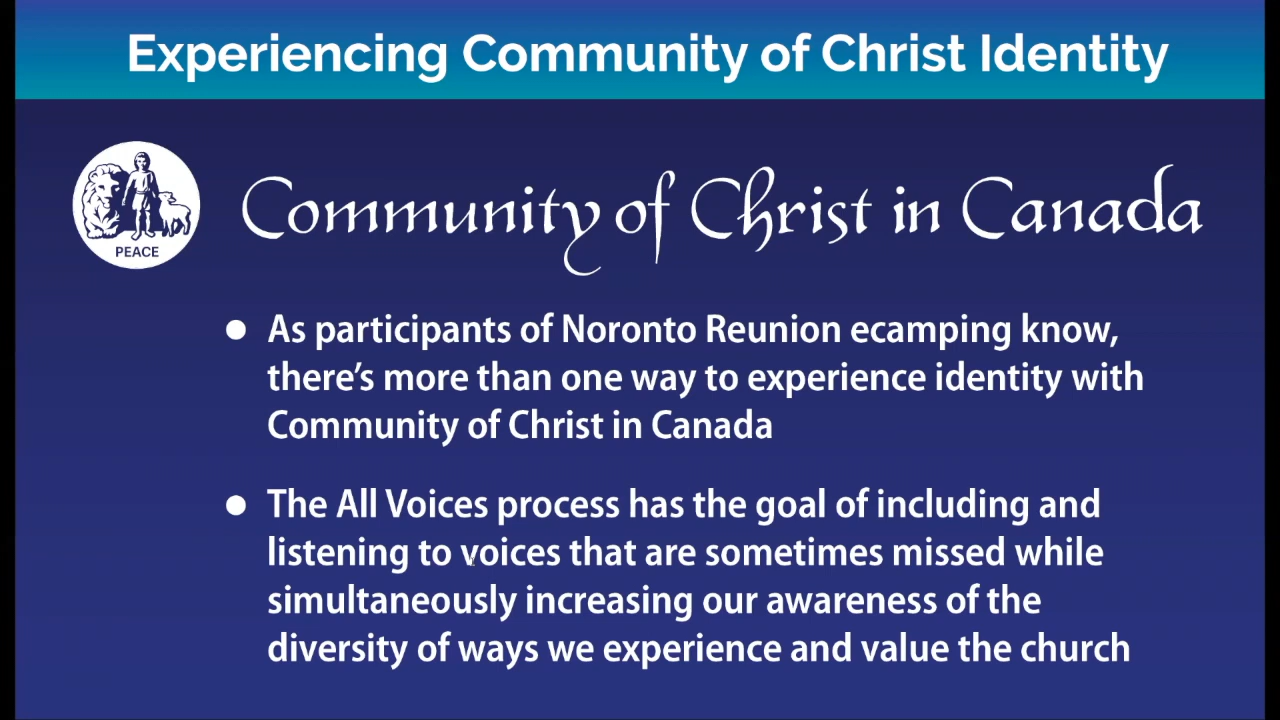 Experiencing Community of Christ Identity
PEACE
Community of Christ in Canada
• As participants of Noronto Reunion ecamping know,
there’s more than one way to experience identity with
Community of Christ in Canada
• The All Voices process has the goal of including and
listening to voices that are sometimes missed while
simultaneously increasing our awareness of the
diversity of ways we experience and value the church